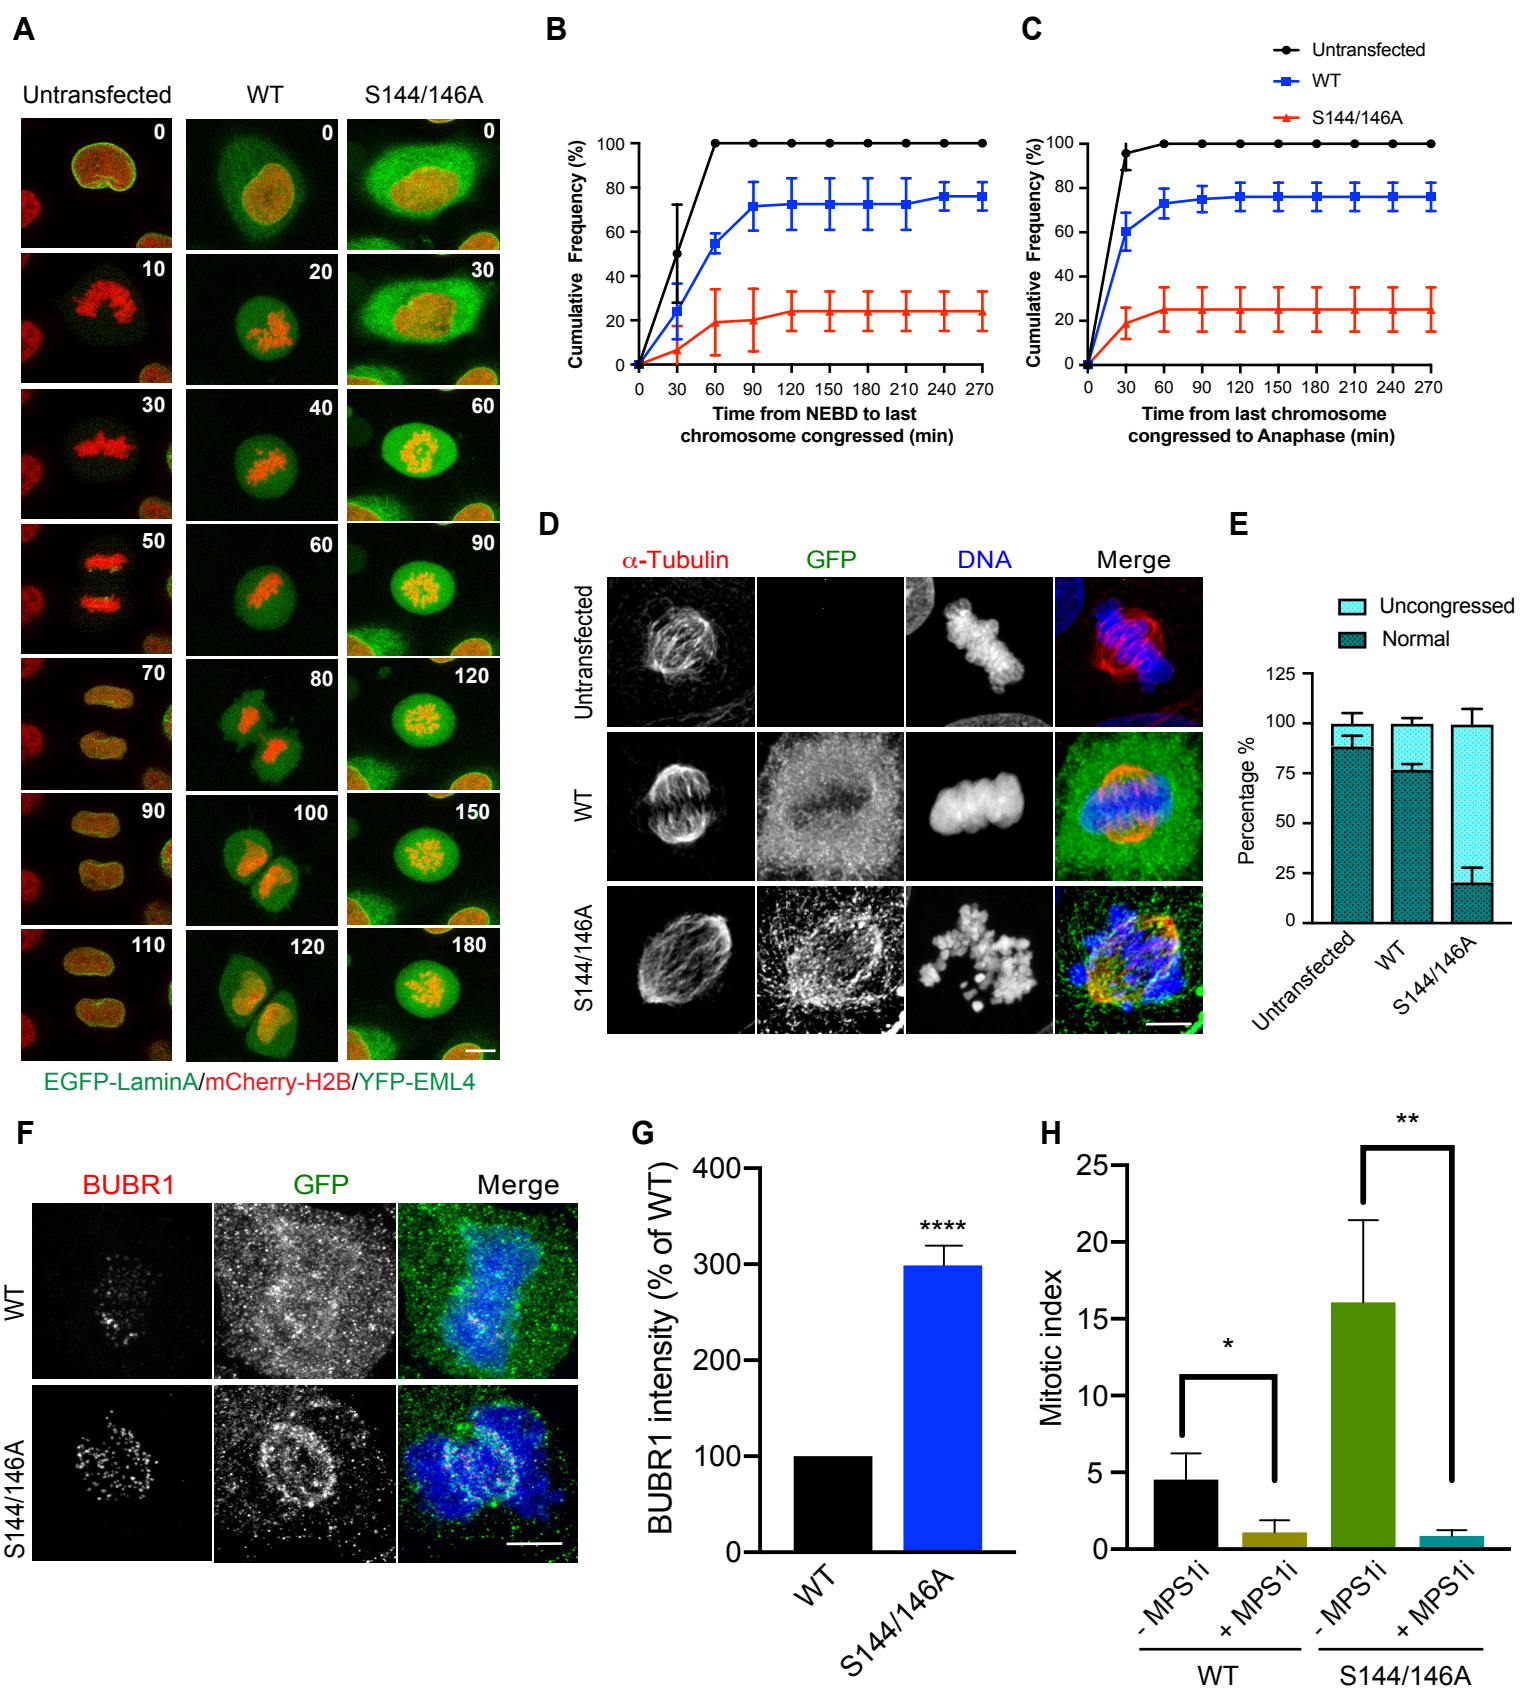 A
Untransfected WT S144/146A
0 0 0
10 20 30
30 40 60
50 60 90
70 80 120
90 100 150
110 120 180
EGFP-LaminA/mCherry-H2B/YFP-EML4
B
Cumulative Frequency (%)
100
80
60
40
20
0
0 30 60 90 120 150 180 210 240 270
Time from NEBD to last
chromosome congressed (min)
C
Untransfected
WT
S144/146A
Cumulative Frequency (%)
100
80
60
40
20
0
0 30 60 90 120 150 180 210 240 270
Time from last chromosome
congressed to Anaphase (min)
D
α-Tubulin GFP DNA Merge
Untransfected
WT
S144/146A
E
Uncongressed
Normal
Percentage %
125
100
75
50
25
0
Untransfected
WT
S144/146A
F
BUBR1 GFP Merge
WT
S144/146A
G
BUBR1 intensity (% of WT)
400
300
200
100
0
****
WT
S144/146A
H
Mitotic index
25
20
15
10
5
0
*
**
- MPS1i + MPS1i - MPS1i + MPS1i
WT S144/146A